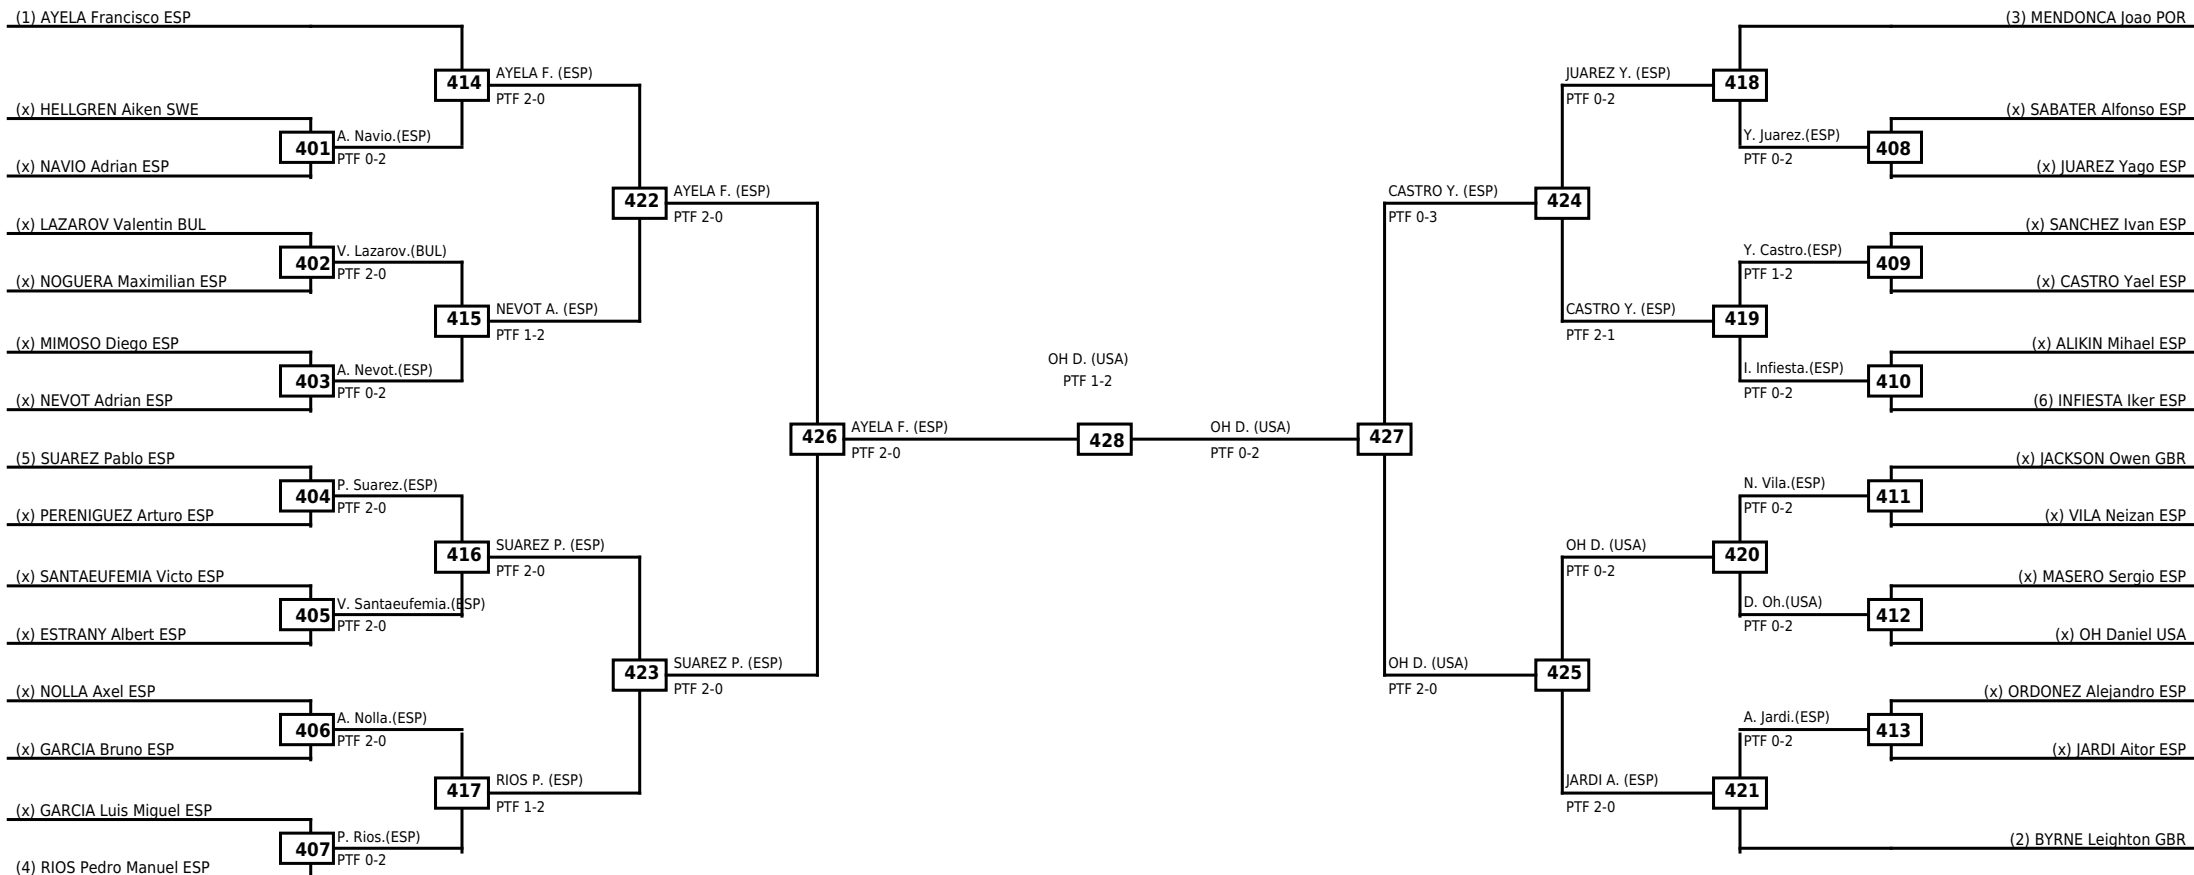 (1) AYELA Francisco ESP
414
AYELA F. (ESP)
PTF 2-0
(x) HELLGREN Aiken SWE
401
A. Navio.(ESP)
PTF 0-2
(x) NAVIO Adrian ESP
422
AYELA F. (ESP)
PTF 2-0
(x) LAZAROV Valentin BUL
402
V. Lazarov.(BUL)
PTF 2-0
(x) NOGUERA Maximilian ESP
415
NEVOT A. (ESP)
PTF 1-2
(x) MIMOSO Diego ESP
403
A. Nevot.(ESP)
PTF 0-2
(x) NEVOT Adrian ESP
426
AYELA F. (ESP)
PTF 2-0
(5) SUAREZ Pablo ESP
404
P. Suarez.(ESP)
PTF 2-0
(x) PERENIGUEZ Arturo ESP
416
SUAREZ P. (ESP)
PTF 2-0
(x) SANTAEUFEMIA Victo ESP
405
V. Santaeufemia.(ESP)
PTF 2-0
(x) ESTRANY Albert ESP
423
SUAREZ P. (ESP)
PTF 2-0
(x) NOLLA Axel ESP
406
A. Nolla.(ESP)
PTF 2-0
(x) GARCIA Bruno ESP
417
RIOS P. (ESP)
PTF 1-2
(x) GARCIA Luis Miguel ESP
407
P. Rios.(ESP)
PTF 0-2
(4) RIOS Pedro Manuel ESP
OH D. (USA)
PTF 1-2
428
OH D. (USA)
PTF 0-2
427
(3) MENDONCA Joao POR
JUAREZ Y. (ESP)
PTF 0-2
418
(x) SABATER Alfonso ESP
Y. Juarez.(ESP)
PTF 0-2
408
(x) JUAREZ Yago ESP
CASTRO Y. (ESP)
PTF 0-3
424
(x) SANCHEZ Ivan ESP
Y. Castro.(ESP)
PTF 1-2
409
(x) CASTRO Yael ESP
CASTRO Y. (ESP)
PTF 2-1
419
(x) ALIKIN Mihael ESP
I. Infiesta.(ESP)
PTF 0-2
410
(6) INFIESTA Iker ESP
(x) JACKSON Owen GBR
N. Vila.(ESP)
PTF 0-2
411
(x) VILA Neizan ESP
OH D. (USA)
PTF 0-2
420
(x) MASERO Sergio ESP
D. Oh.(USA)
PTF 0-2
412
(x) OH Daniel USA
OH D. (USA)
PTF 2-0
425
(x) ORDONEZ Alejandro ESP
A. Jardi.(ESP)
PTF 0-2
413
(x) JARDI Aitor ESP
JARDI A. (ESP)
PTF 2-0
421
(2) BYRNE Leighton GBR